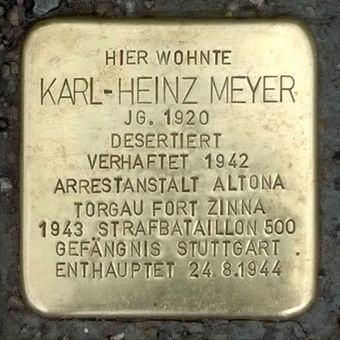 HIER WOHNTE
KARL-HEINZ MEYER
JG. 1920
DESERTIERT
VERHAFTET 1942
ARRESTANSTALT ALTONA
TORGAU FORT ZINNA
1943 STRAFBATAILLON 500
GEFÄNGNIS STUTTGART
ENTHAUPTET 24.8.1944